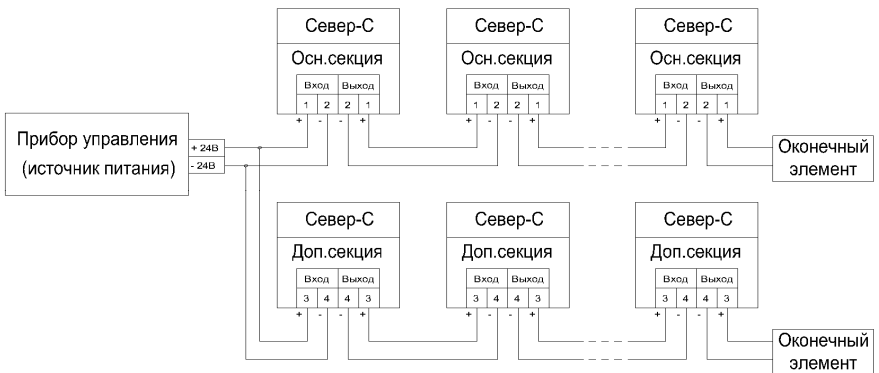 Север-С Север-С Север-С
Осн.секция Осн.секция Осн.секция
Вход Выход Вход Выход Вход Выход
1 2 2 1 1 2 2 1 1 2 2 1
+ - - + + - - + + - - +
Прибор управления
(источник питания)
+ 24В
- 24В
Оконечный
элемент
Север-С Север-С Север-С
Доп.секция Доп.секция Доп.секция
Вход Выход Вход Выход Вход Выход
3 4 4 3 3 4 4 3 3 4 4 3
+ - - + + - - + + - - +
Оконечный
элемент